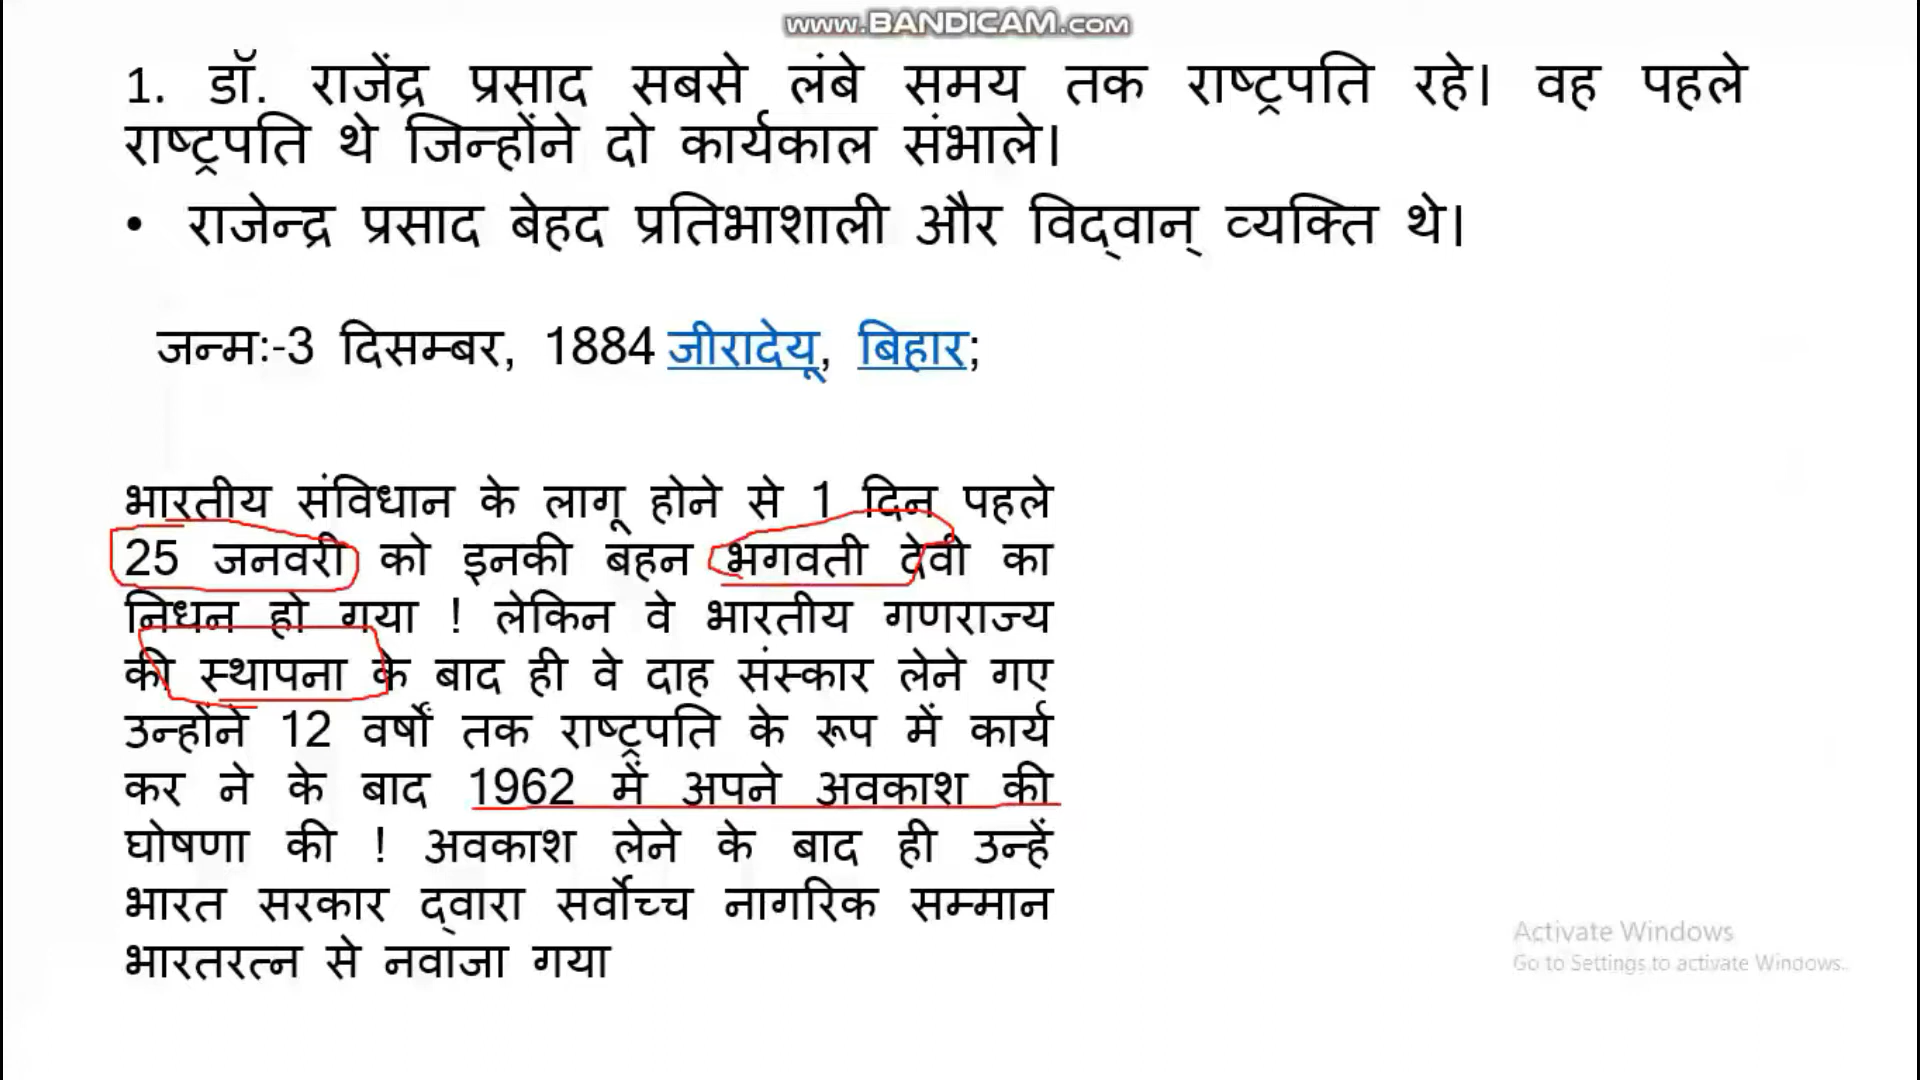 www.BANDICAM.com
1. डॉ. राजेंद्र प्रसाद सबसे लंबे समय तक राष्ट्रपति रहे। वह पहले
राष्ट्रपति थे जिन्होंने दो कार्यकाल संभाले।
• राजेन्द्र प्रसाद बेहद प्रतिभाशाली और विद्वान् व्यक्ति थे।
जन्मः-3 दिसम्बर, 1884 जीरादेयू, बिहार;
भारतीय संविधान के लागू होने से 1 दिन पहले
25 जनवरी को इनकी बहन भगवती देवी का
निधन हो गया ! लेकिन वे भारतीय गणराज्य
की स्थापना के बाद ही वे दाह संस्कार लेने गए
उन्होंने 12 वर्षों तक राष्ट्रपति के रूप में कार्य
कर ने के बाद 1962 में अपने अवकाश की
घोषणा की ! अवकाश लेने के बाद ही उन्हें
भारत सरकार द्वारा सर्वोच्च नागरिक सम्मान
भारतरत्न से नवाजा गया
Activate Windows
Go to Settings to activate Windows.